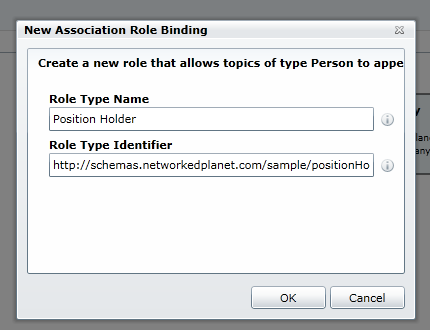 New Association Role Binding
Create a new role that allows topics of type Person to appe
Role Type Name
Position Holder
Role Type Identifier
http://schemas.networkedplanet.com/sample/positionHo
OK
Cancel